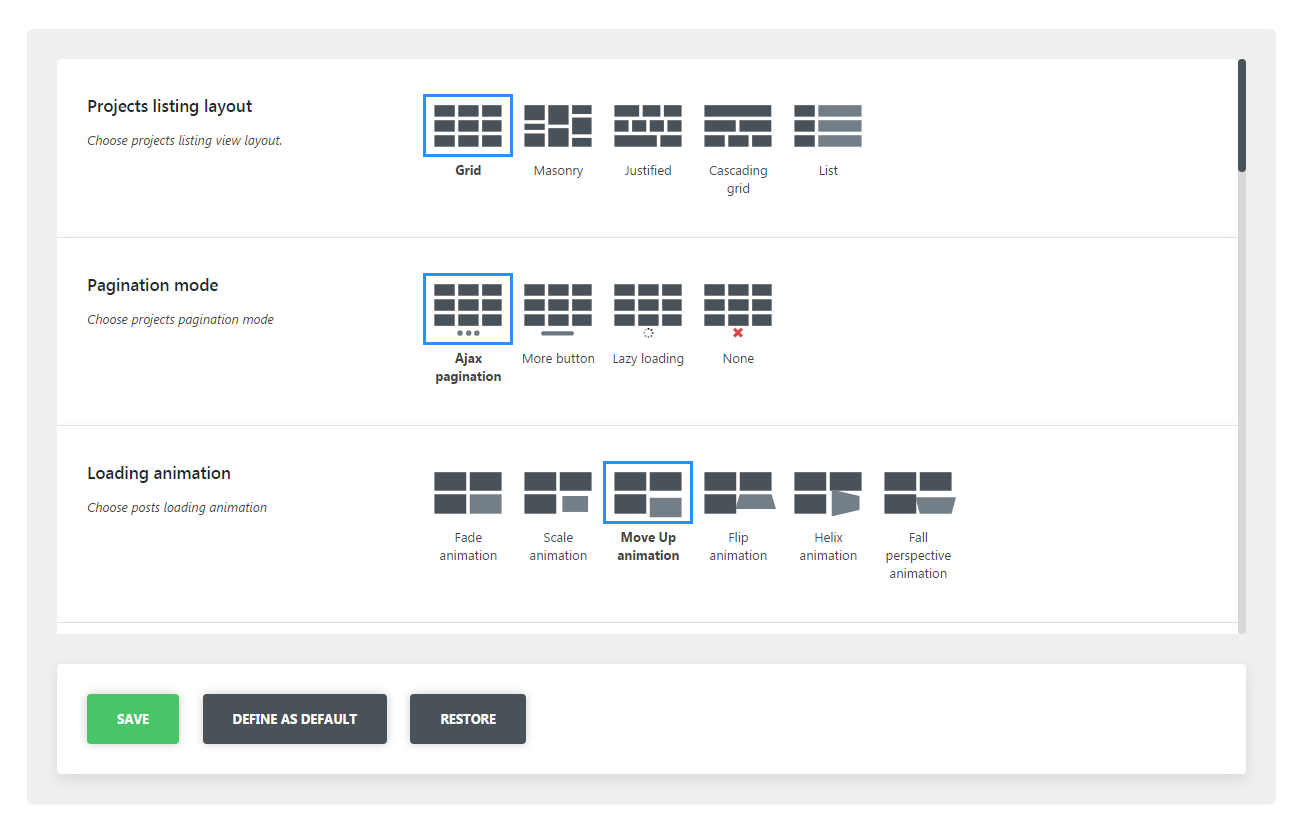 Projects listing layout
Choose projects listing view layout.
Grid
Masonry
Justified
Cascading
grid
List
Pagination mode
Choose projects pagination mode
Ajax
pagination
More button
Lazy loading
None
Loading animation
Choose posts loading animation
Fade
animation
Scale
animation
Move Up
animation
Flip
animation
Helix
animation
Fall
perspective
animation
SAVE
DEFINE AS DEFAULT
RESTORE